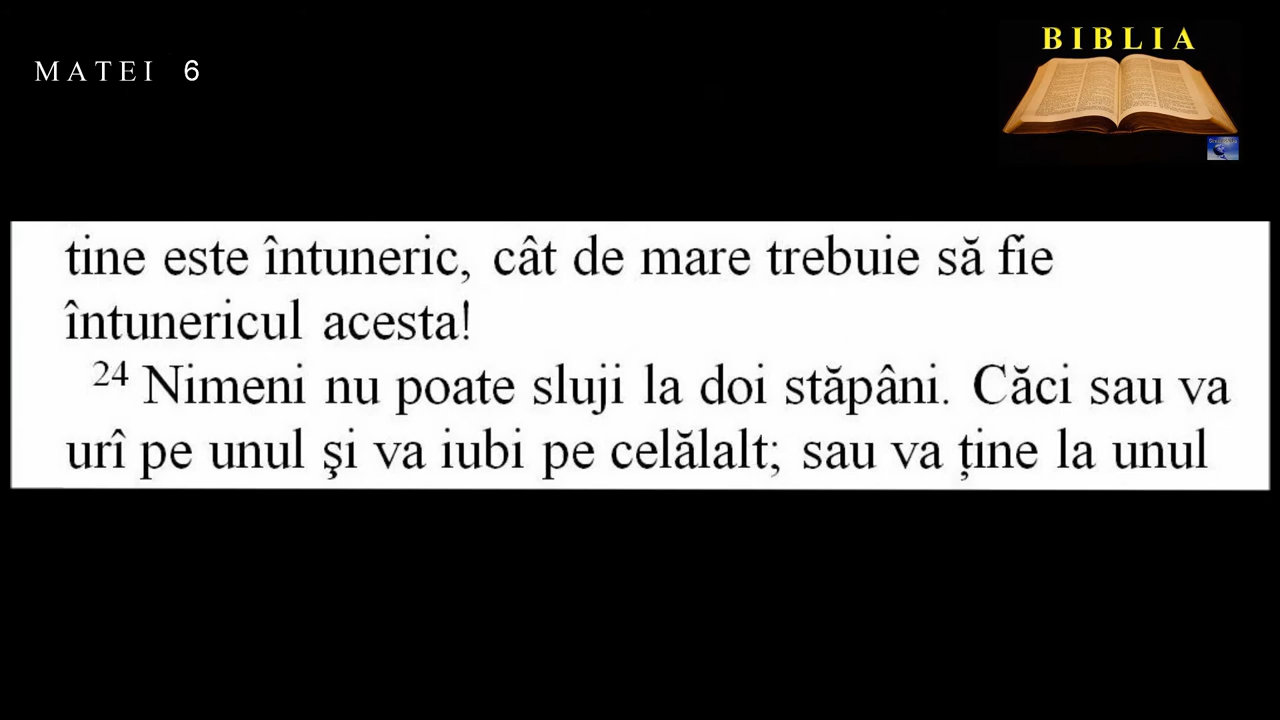 BIBLIA
MATEI 6
tine este întuneric, cât de mare trebuie să fie
întunericul acesta!
24 Nimeni nu poate sluji la doi stăpâni. Căci sau va
urî pe unul şi va iubi pe celălalt; sau va ţine la unul